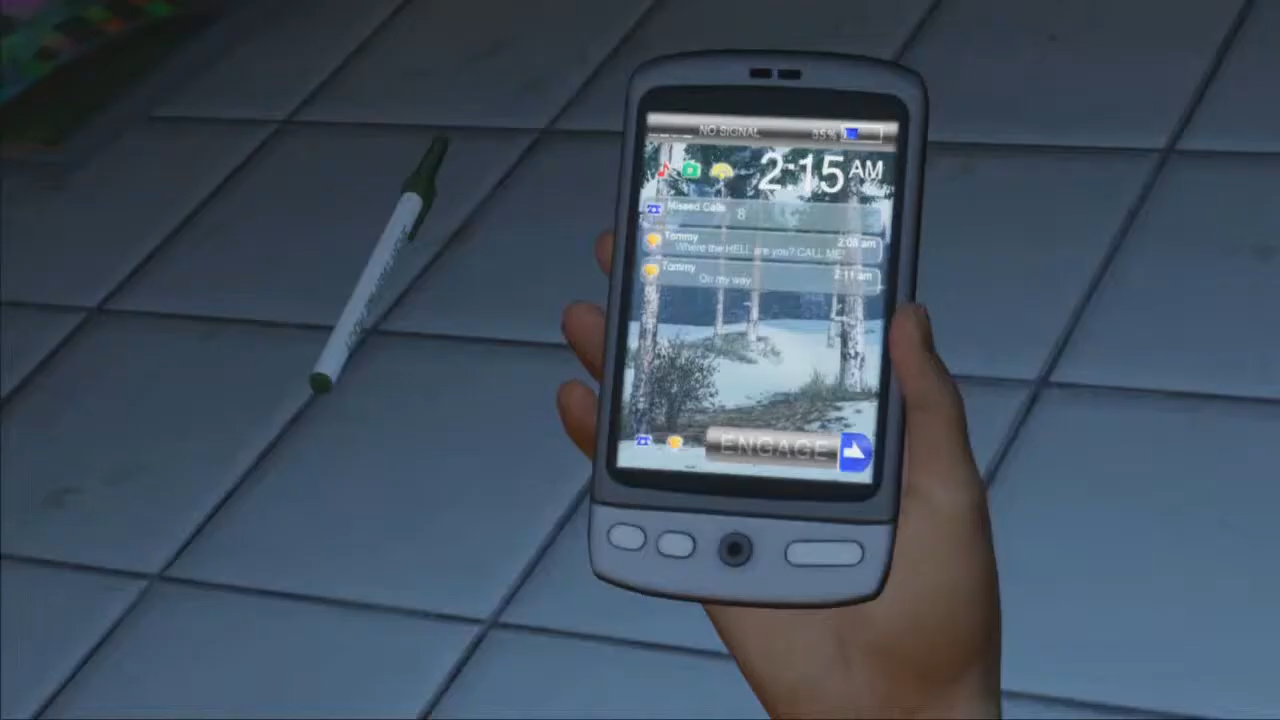 NO SIGNAL 35%
2:15 AM
Missed Calls 8
Tommy 2:08 am
Where the HELL are you? CALL ME!
Tommy 2:11 am
On my way
ENGAGE